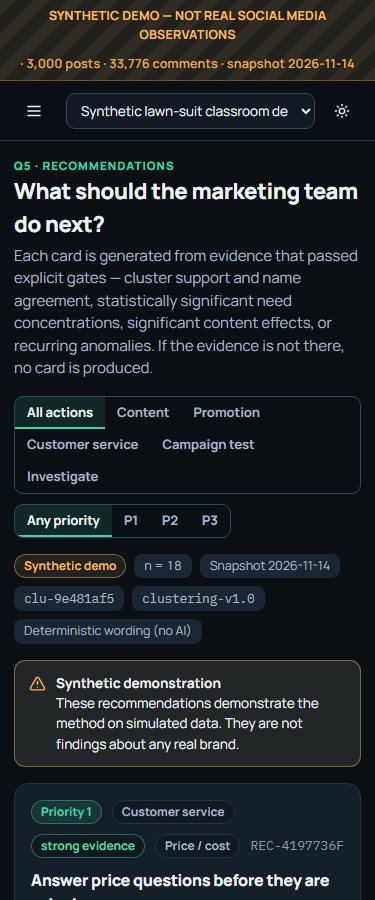 SYNTHETIC DEMO — NOT REAL SOCIAL MEDIA
OBSERVATIONS
· 3,000 posts · 33,776 comments · snapshot 2026-11-14
Synthetic lawn-suit classroom de
Q5 · RECOMMENDATIONS
What should the marketing team
do next?
Each card is generated from evidence that passed
explicit gates — cluster support and name
agreement, statistically significant need
concentrations, significant content effects, or
recurring anomalies. If the evidence is not there,
no card is produced.
All actions Content Promotion
Customer service Campaign test
Investigate
Any priority P1 P2 P3
Synthetic demo n = 18 Snapshot 2026-11-14
clu-9e481af5 clustering-v1.0
Deterministic wording (no AI)
Synthetic demonstration
These recommendations demonstrate the
method on simulated data. They are not
findings about any real brand.
Priority 1 Customer service
strong evidence Price / cost REC-4197736F
Answer price questions before they are